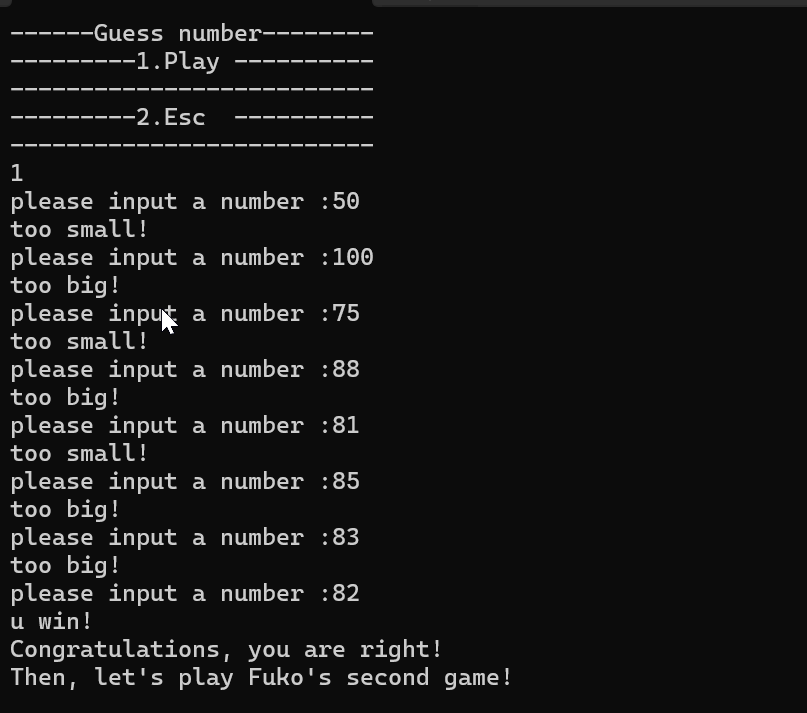 ------Guess number--------
---------1.Play ----------
--------------------------
---------2.Esc  ----------
--------------------------
1
please input a number :50
too small!
please input a number :100
too big!
please input a number :75
too small!
please input a number :88
too big!
please input a number :81
too small!
please input a number :85
too big!
please input a number :83
too big!
please input a number :82
u win!
Congratulations, you are right!
Then, let's play Fuko's second game!